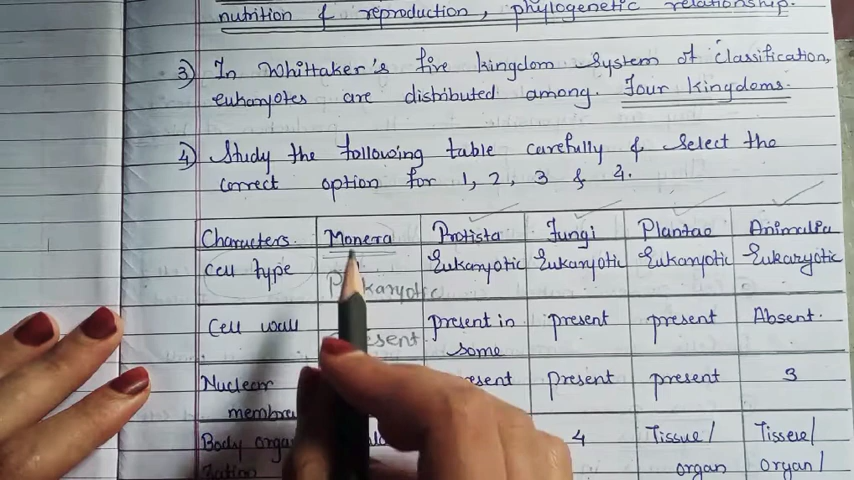 nutrition & reproduction, phylogenetic relationship.
3) In Whittaker's five kingdom System of classification,
eukaryotes are distributed among. Four kingdoms.
4) Study the following table carefully & select the
correct option for 1, 2, 3 & 4.
Characters. Monera Protista Fungi Plantae Animalia
Cell type Prokaryotic Eukaryotic Eukaryotic Eukaryotic Eukaryotic
Cell wall present in some present present Absent.
Nuclear present present 3
Body 4 Tissue/ organ Tissue/ organ/